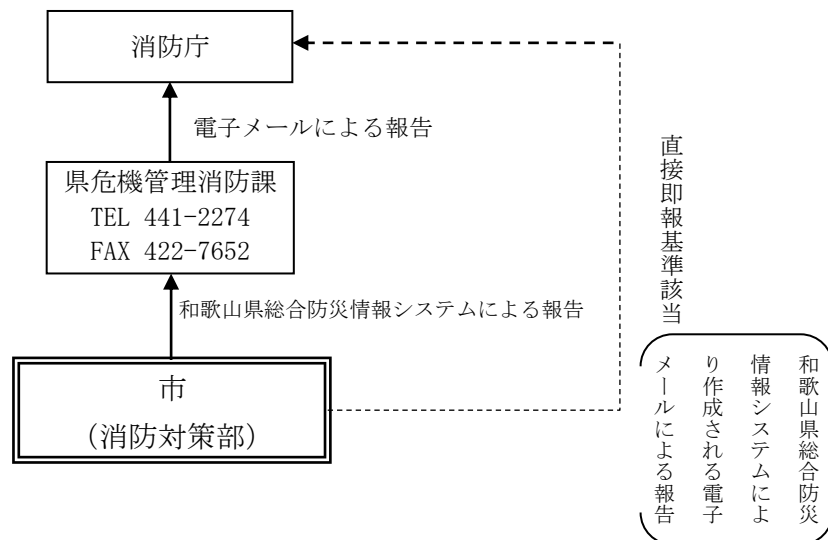 消防庁
電子メールによる報告
県危機管理消防課
TEL 441-2274
FAX 422-7652
和歌山県総合防災情報システムによる報告
市
（消防対策部）
直接即報基準該当
和歌山県総合防災
情報システムによ
り作成される電子
メールによる報告